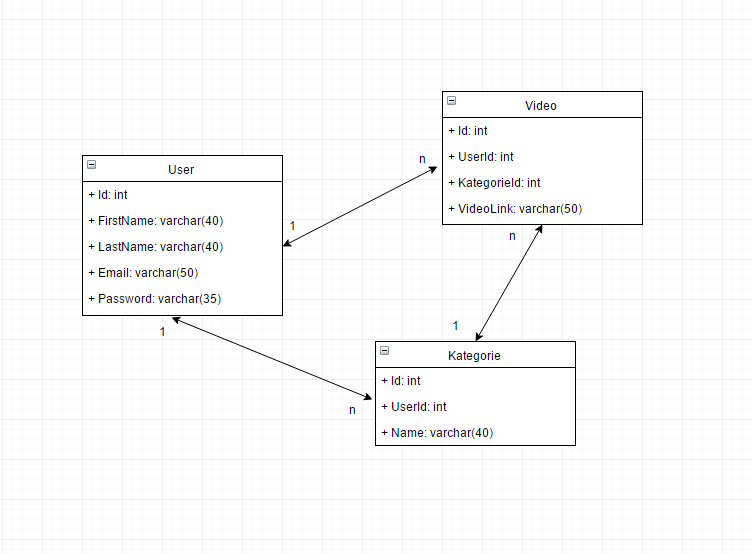 User
+ Id: int
+ FirstName: varchar(40)
+ LastName: varchar(40)
+ Email: varchar(50)
+ Password: varchar(35)
1
n
Video
+ Id: int
+ UserId: int
+ KategorieId: int
+ VideoLink: varchar(50)
n
1
1
n
Kategorie
+ Id: int
+ UserId: int
+ Name: varchar(40)